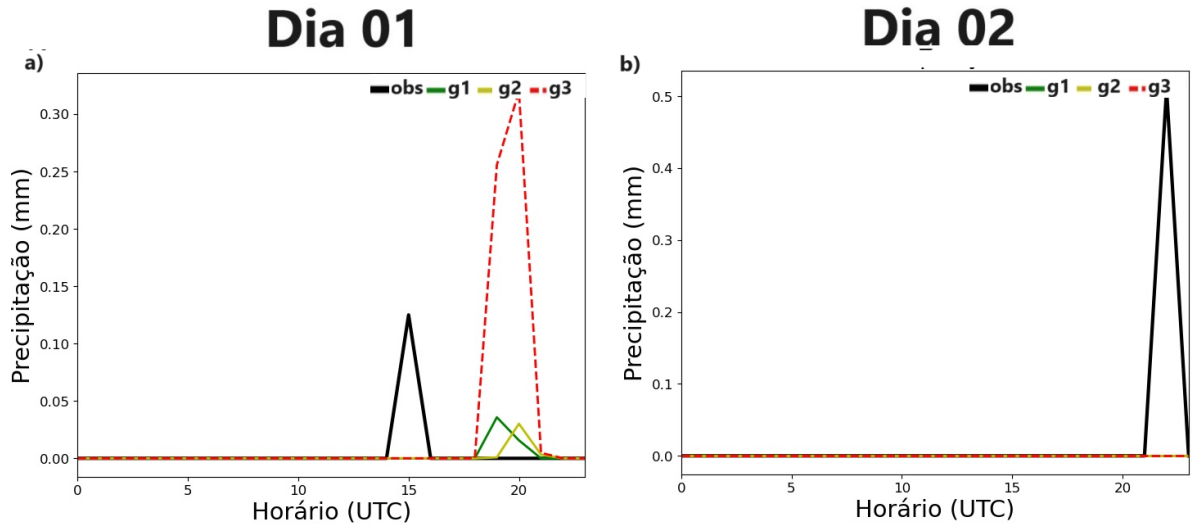 Dia 01
Dia 02
a)
obs g1 g2 g3
0.30
0.25
0.20
0.15
0.10
0.05
0.00
Precipitação (mm)
0 5 10 15 20
Horário (UTC)
b)
obs g1 g2 g3
0.5
0.4
0.3
0.2
0.1
0.0
Precipitação (mm)
0 5 10 15 20
Horário (UTC)